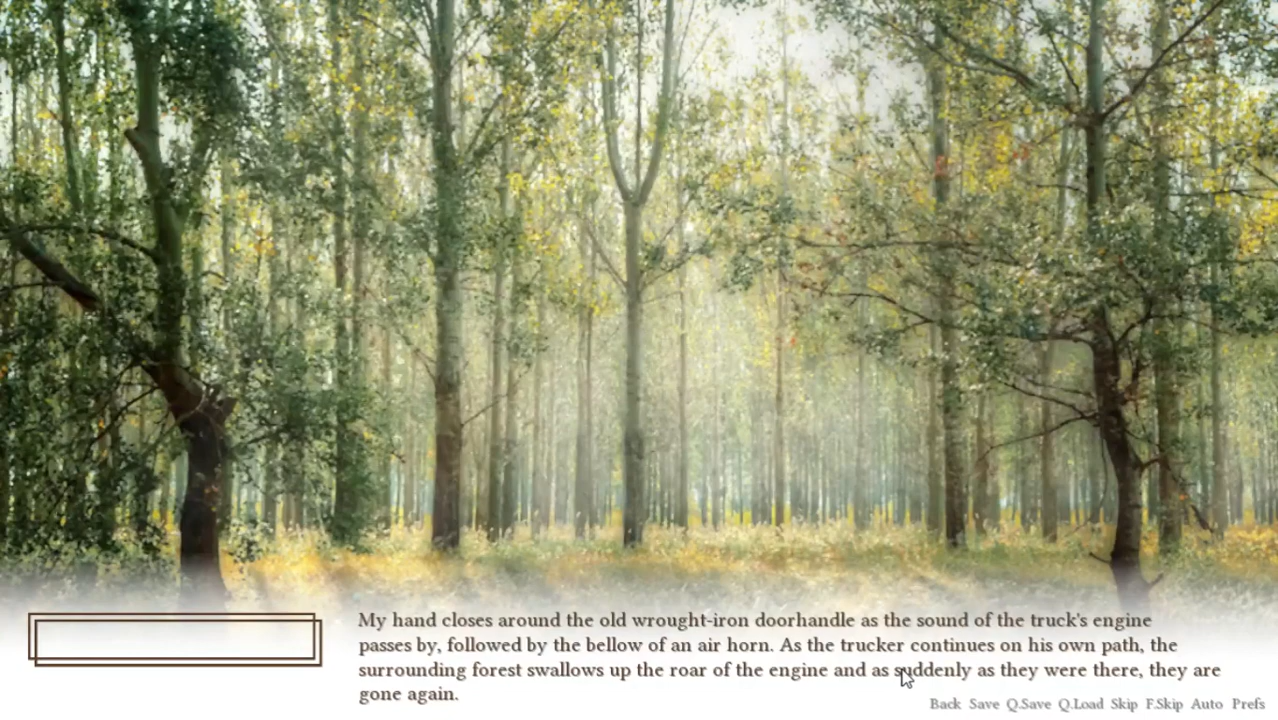 My hand closes around the old wrought-iron doorhandle as the sound of the truck's engine
passes by, followed by the bellow of an air horn. As the trucker continues on his own path, the
surrounding forest swallows up the roar of the engine and as suddenly as they were there, they are
gone again.
Back Save Q.Save Q.Load Skip F.Skip Auto Prefs